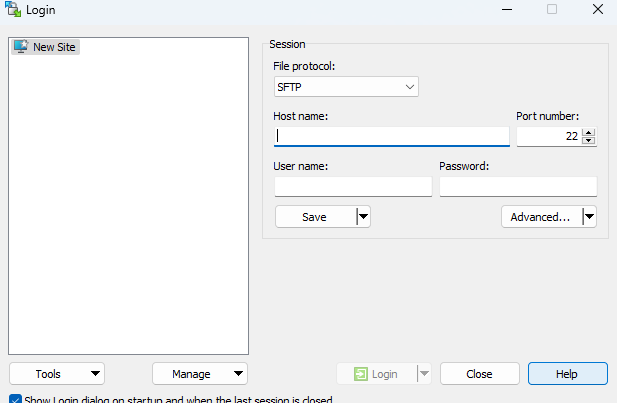 Login
New Site
Session
File protocol:
SFTP
Host name: Port number:
22
User name: Password:
Save Advanced...
Tools Manage Login Close Help
Show Login dialog on startup and when the last session is closed